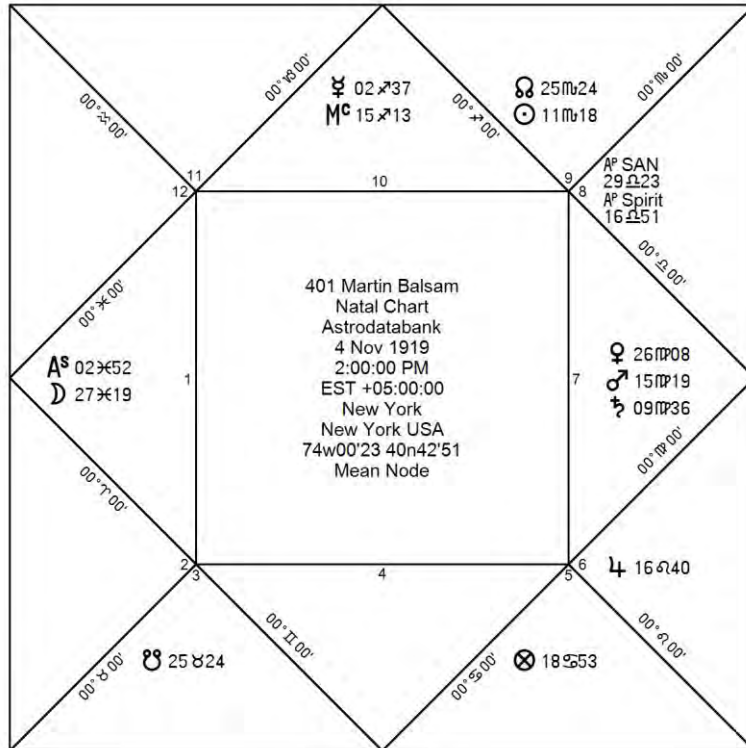 00°♑00'
☿ 02♐37
Mᶜ 15♐13
00°♐00'
☊ 25♏24
☉ 11♏18
00°♏00'
00°♒00'
11
12
10
9
8
Aᴾ SAN
29♎23
Aᴾ Spirit
16♎51
00°♎00'
00°♓00'
Aˢ 02♓52
☽ 27♓19
1
401 Martin Balsam
Natal Chart
Astrodatabank
4 Nov 1919
2:00:00 PM
EST +05:00:00
New York
New York USA
74w00'23 40n42'51
Mean Node
7
♀ 26♍08
♂ 15♍19
♄ 09♍36
00°♍00'
00°♈00'
2
3
4
5
6
♃ 16♌40
00°♌00'
00°♉00'
☋ 25♉24
00°♊00'
00°♋00'
⊗ 18♋53